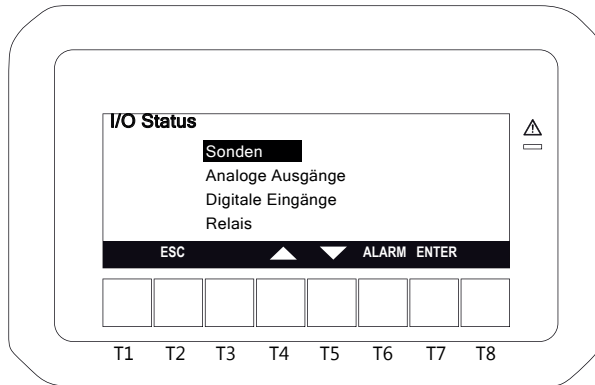 I/O Status
Sonden
Analoge Ausgänge
Digitale Eingänge
Relais
ESC ALARM ENTER
T1 T2 T3 T4 T5 T6 T7 T8